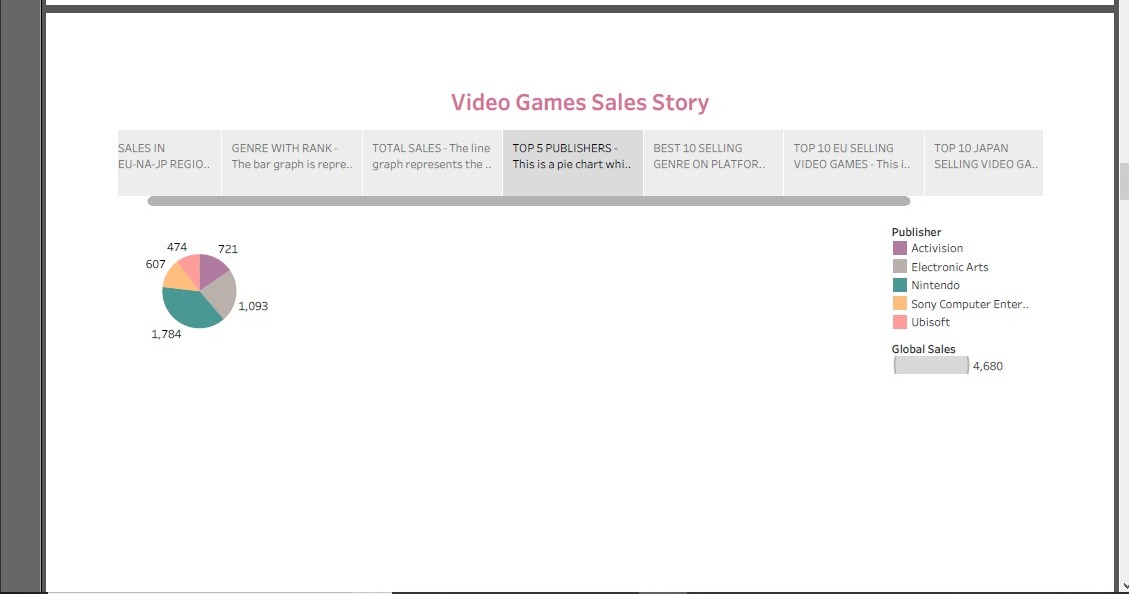 Video Games Sales Story
SALES IN
EU-NA-JP REGIO..
GENRE WITH RANK -
The bar graph is repre..
TOTAL SALES - The line
graph represents the ..
TOP 5 PUBLISHERS -
This is a pie chart whi..
BEST 10 SELLING
GENRE ON PLATFOR..
TOP 10 EU SELLING
VIDEO GAMES - This i..
TOP 10 JAPAN
SELLING VIDEO GA..
474
721
607
1,093
1,784
Publisher
Activision
Electronic Arts
Nintendo
Sony Computer Enter..
Ubisoft
Global Sales
4,680